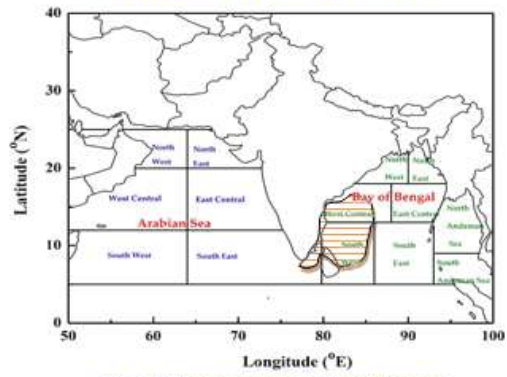 40
30
20
10
0
Latitude (°N)
North West
North East
West Central
East Central
Arabian Sea
South West
South East
North West
North East
Bay of Bengal
West Central
East Central
South
South East
North Andaman Sea
South Andaman Sea
50 60 70 80 90 100
Longitude (°E)